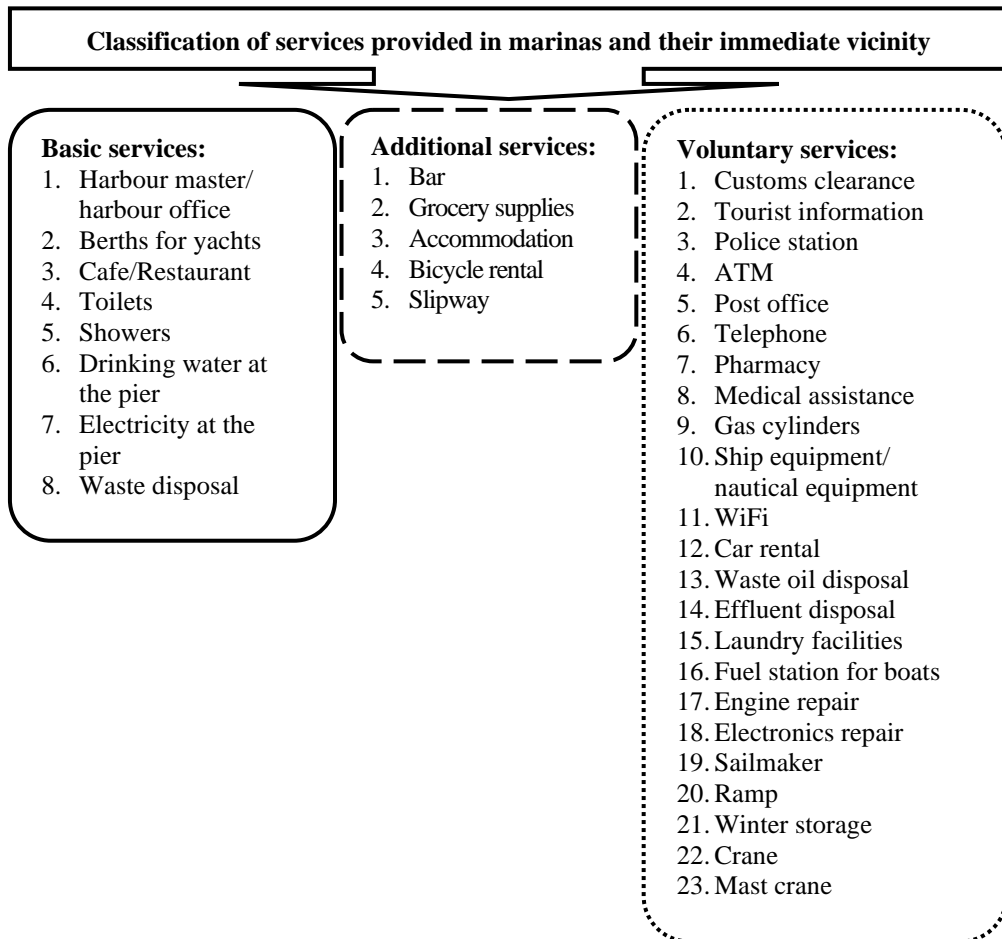 Classification of services provided in marinas and their immediate vicinity
Basic services:
1. Harbour master/
harbour office
2. Berths for yachts
3. Cafe/Restaurant
4. Toilets
5. Showers
6. Drinking water at
the pier
7. Electricity at the
pier
8. Waste disposal
Additional services:
1. Bar
2. Grocery supplies
3. Accommodation
4. Bicycle rental
5. Slipway
Voluntary services:
1. Customs clearance
2. Tourist information
3. Police station
4. ATM
5. Post office
6. Telephone
7. Pharmacy
8. Medical assistance
9. Gas cylinders
10. Ship equipment/
nautical equipment
11. WiFi
12. Car rental
13. Waste oil disposal
14. Effluent disposal
15. Laundry facilities
16. Fuel station for boats
17. Engine repair
18. Electronics repair
19. Sailmaker
20. Ramp
21. Winter storage
22. Crane
23. Mast crane